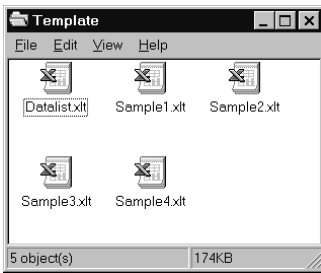 Template
File Edit View Help
Datalist.xlt Sample1.xlt Sample2.xlt
Sample3.xlt Sample4.xlt
5 object(s) 174KB